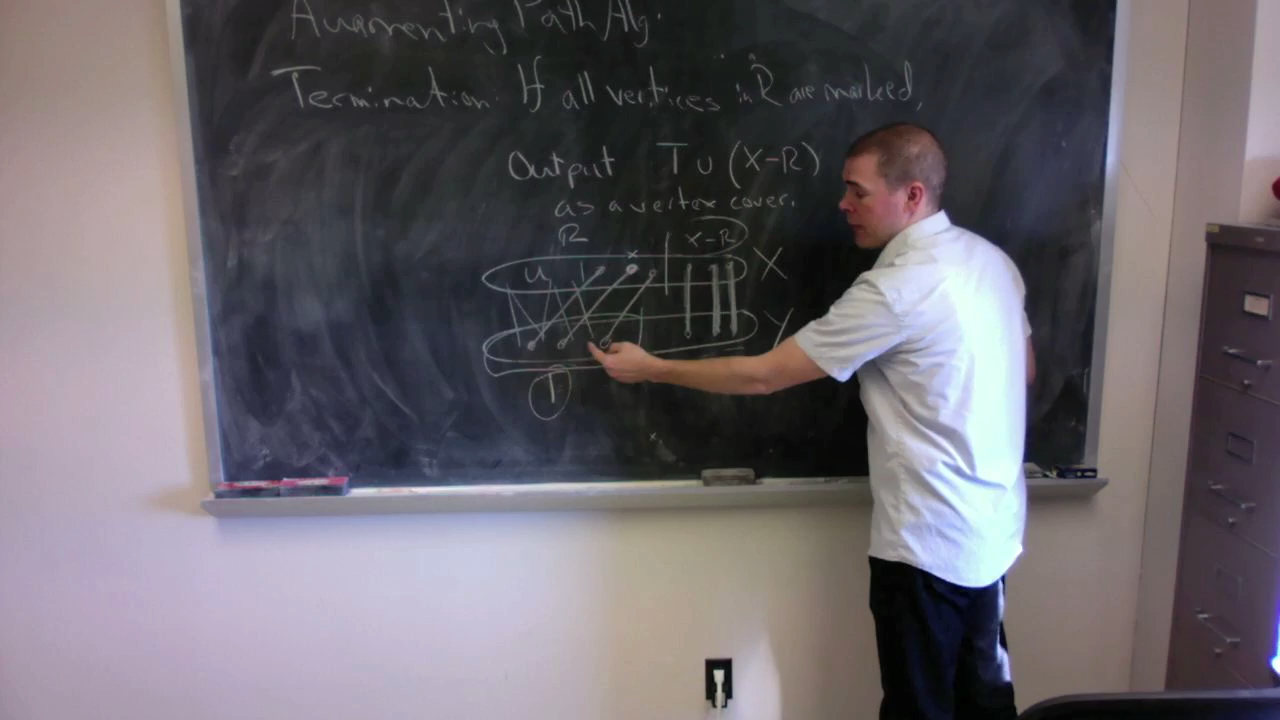 Augmenting Path Alg.
Termination: If all vertices in R are marked,
Output T ∪ (X-R)
as a vertex cover.
R X-R
U X
Y
T